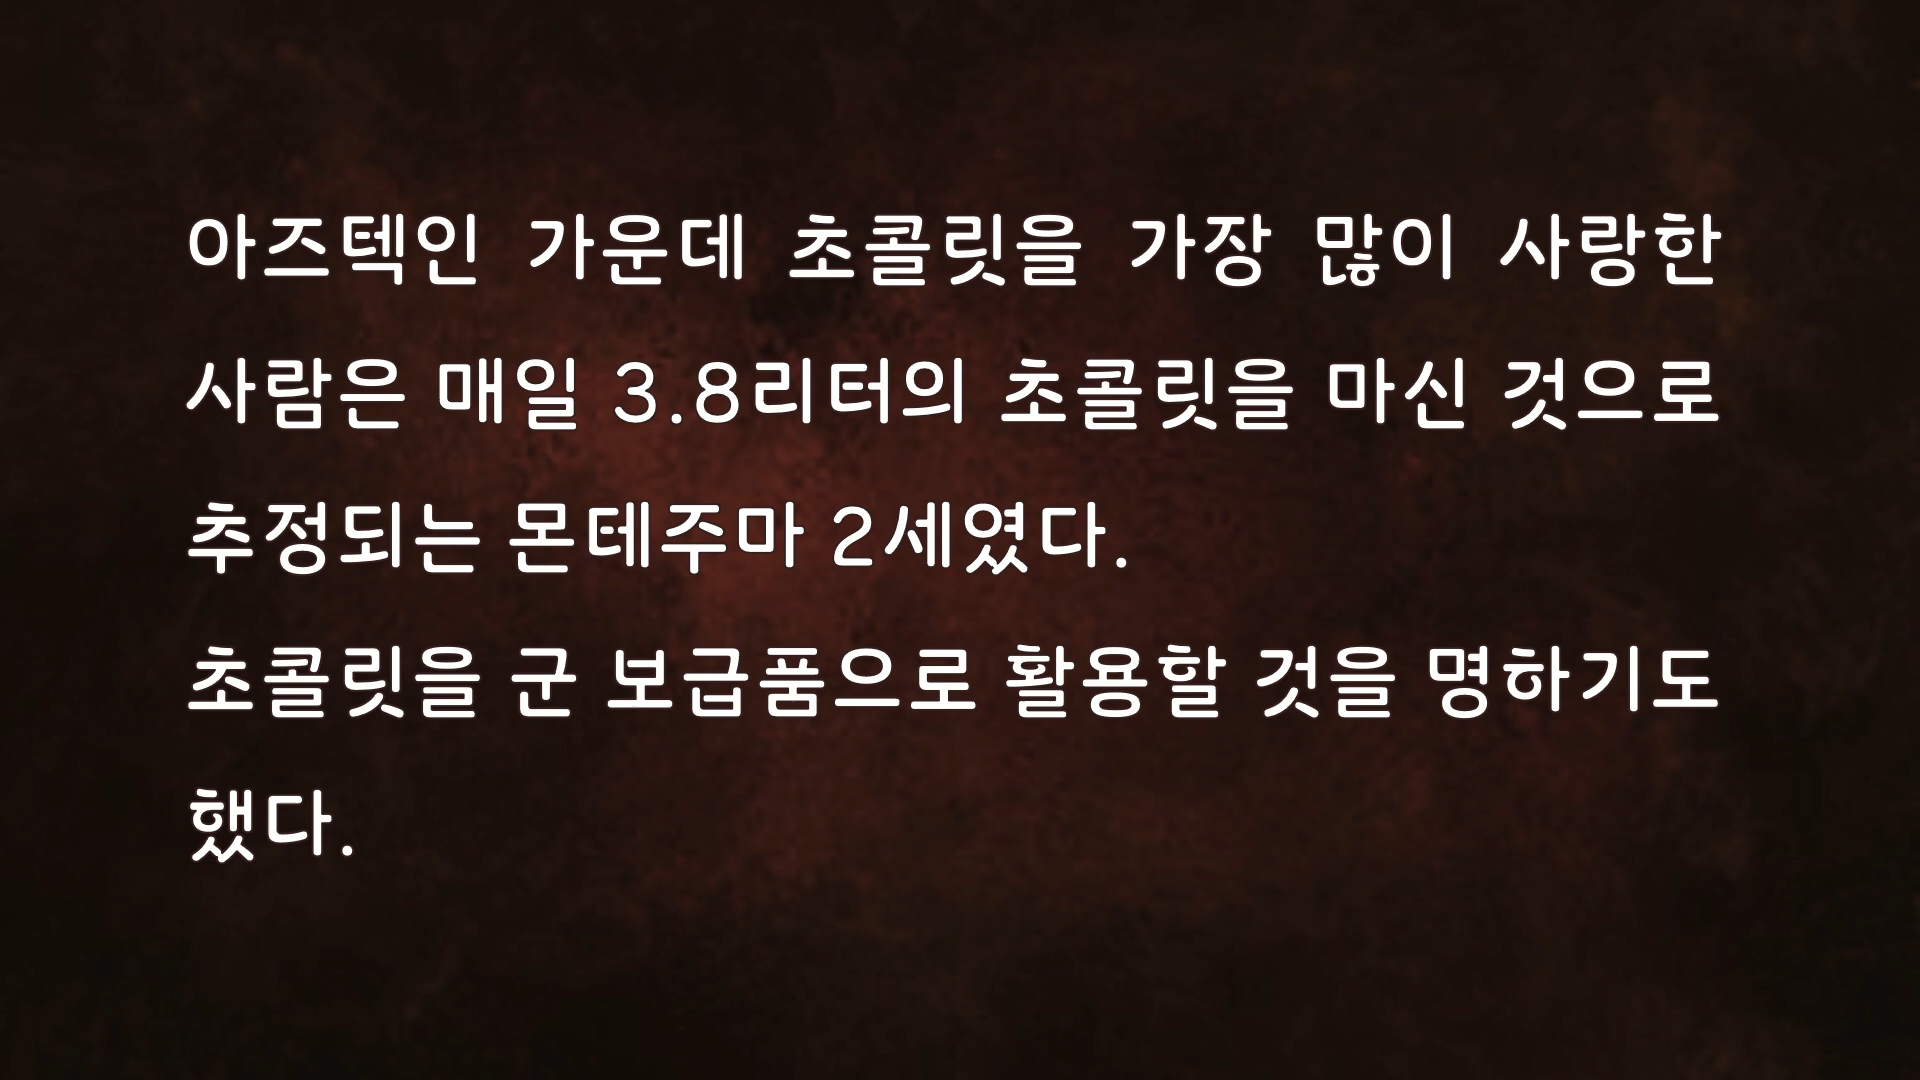 아즈텍인 가운데 초콜릿을 가장 많이 사랑한
사람은 매일 3.8리터의 초콜릿을 마신 것으로
추정되는 몬데주마 2세였다.
초콜릿을 군 보급품으로 활용할 것을 명하기도
했다.